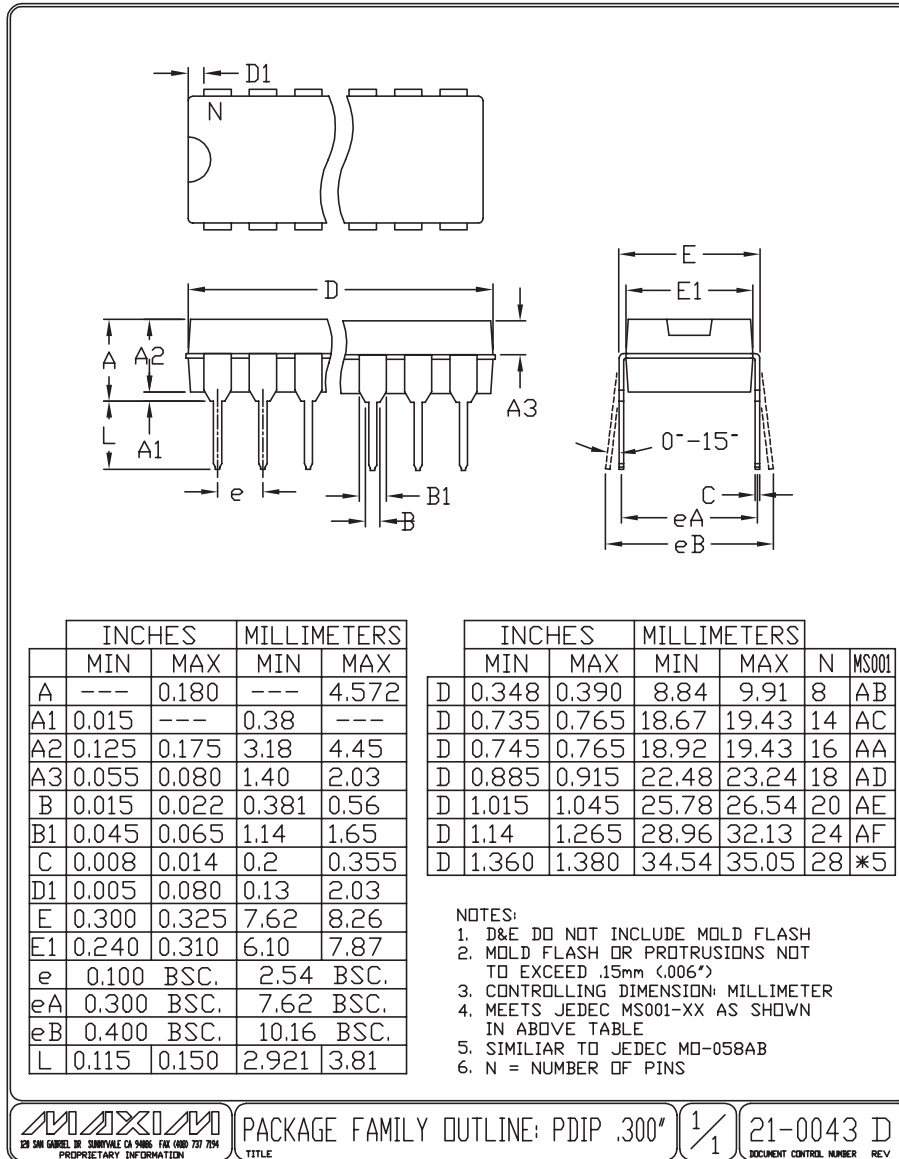 D1
N
D
E
E1
A
A2
A3
L
A1
0°-15°
e
B1
B
C
eA
eB
INCHES MILLIMETERS
MIN MAX MIN MAX
A --- 0.180 --- 4.572
A1 0.015 --- 0.38 ---
A2 0.125 0.175 3.18 4.45
A3 0.055 0.080 1.40 2.03
B 0.015 0.022 0.381 0.56
B1 0.045 0.065 1.14 1.65
C 0.008 0.014 0.2 0.355
D1 0.005 0.080 0.13 2.03
E 0.300 0.325 7.62 8.26
E1 0.240 0.310 6.10 7.87
e 0.100 BSC. 2.54 BSC.
eA 0.300 BSC. 7.62 BSC.
eB 0.400 BSC. 10.16 BSC.
L 0.115 0.150 2.921 3.81
INCHES MILLIMETERS
MIN MAX MIN MAX N MS001
D 0.348 0.390 8.84 9.91 8 AB
D 0.735 0.765 18.67 19.43 14 AC
D 0.745 0.765 18.92 19.43 16 AA
D 0.885 0.915 22.48 23.24 18 AD
D 1.015 1.045 25.78 26.54 20 AE
D 1.14 1.265 28.96 32.13 24 AF
D 1.360 1.380 34.54 35.05 28 *5
NOTES:
1. D&E DO NOT INCLUDE MOLD FLASH
2. MOLD FLASH OR PROTRUSIONS NOT
TO EXCEED .15mm (.006")
3. CONTROLLING DIMENSION: MILLIMETER
4. MEETS JEDEC MS001-XX AS SHOWN
IN ABOVE TABLE
5. SIMILIAR TO JEDEC MO-058AB
6. N = NUMBER OF PINS
MAXIM
120 SAN GABRIEL DR SUNNYVALE CA 94086 FAX (408) 737 7194
PROPRIETARY INFORMATION
PACKAGE FAMILY OUTLINE: PDIP .300"
TITLE
1/1
21-0043 D
DOCUMENT CONTROL NUMBER REV